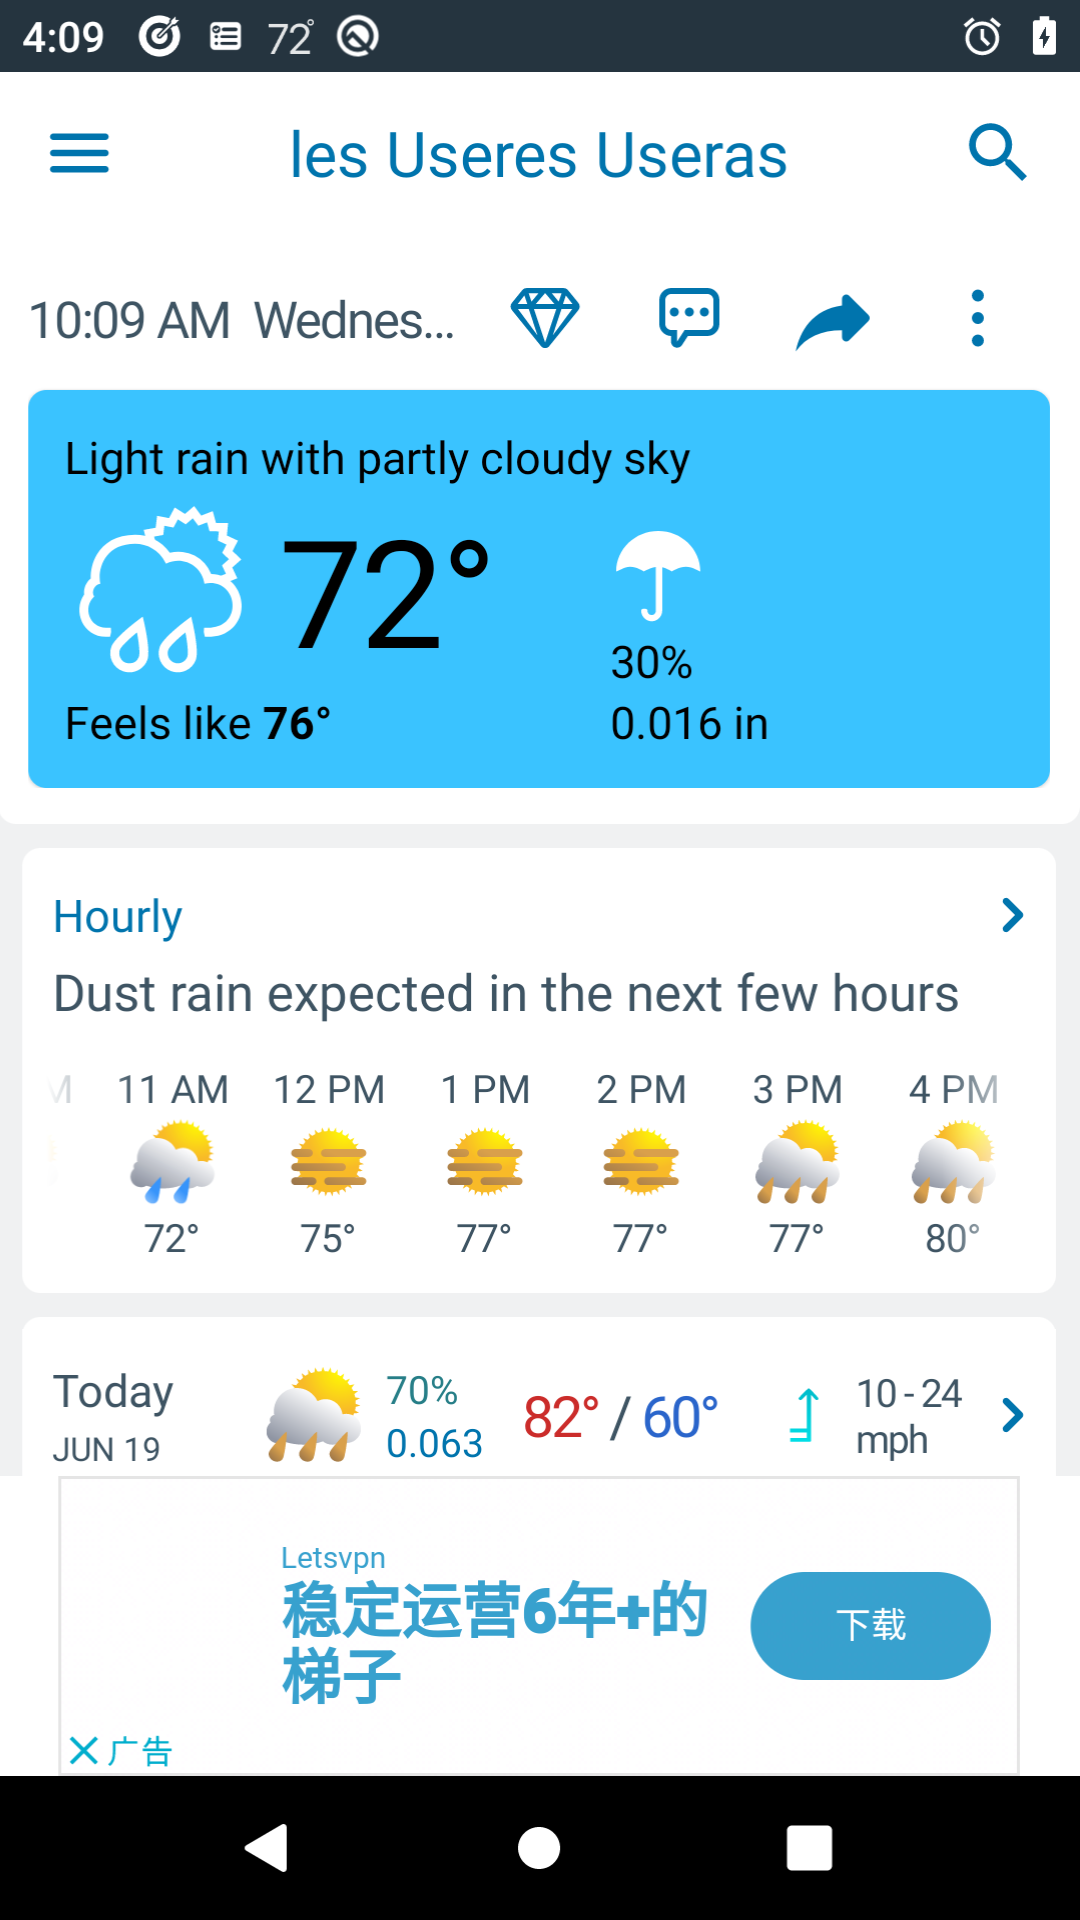 4:09 72°
les Useres Useras
10:09 AM Wednes...
Light rain with partly cloudy sky
72°
30%
Feels like 76°
0.016 in
Hourly
Dust rain expected in the next few hours
M 11 AM 12 PM 1 PM 2 PM 3 PM 4 PM
72° 75° 77° 77° 77° 80°
Today 70% 82° / 60° 10 - 24
JUN 19 0.063 mph
Letsvpn
稳定运营6年+的
梯子
下载
广告